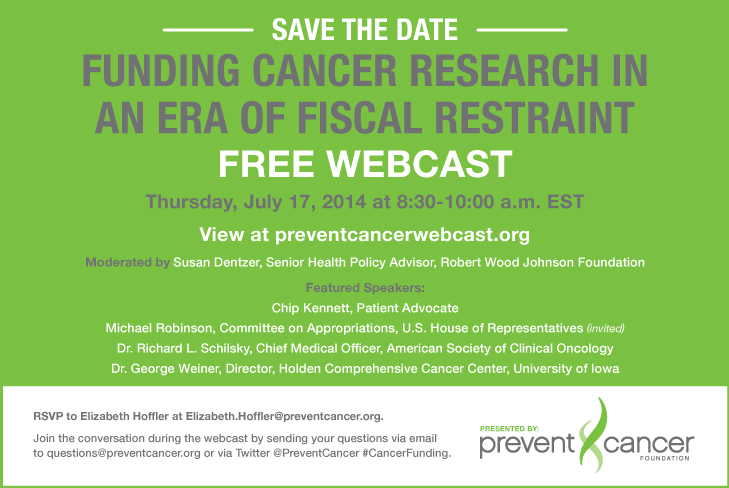 SAVE THE DATE
FUNDING CANCER RESEARCH IN
AN ERA OF FISCAL RESTRAINT
FREE WEBCAST
Thursday, July 17, 2014 at 8:30-10:00 a.m. EST
View at preventcancerwebcast.org
Moderated by Susan Dentzer, Senior Health Policy Advisor, Robert Wood Johnson Foundation
Featured Speakers:
Chip Kennett, Patient Advocate
Michael Robinson, Committee on Appropriations, U.S. House of Representatives (invited)
Dr. Richard L. Schilsky, Chief Medical Officer, American Society of Clinical Oncology
Dr. George Weiner, Director, Holden Comprehensive Cancer Center, University of Iowa
RSVP to Elizabeth Hoffler at Elizabeth.Hoffler@preventcancer.org.
Join the conversation during the webcast by sending your questions via email
to questions@preventcancer.org or via Twitter @PreventCancer #CancerFunding.
PRESENTED BY:
prevent cancer
FOUNDATION